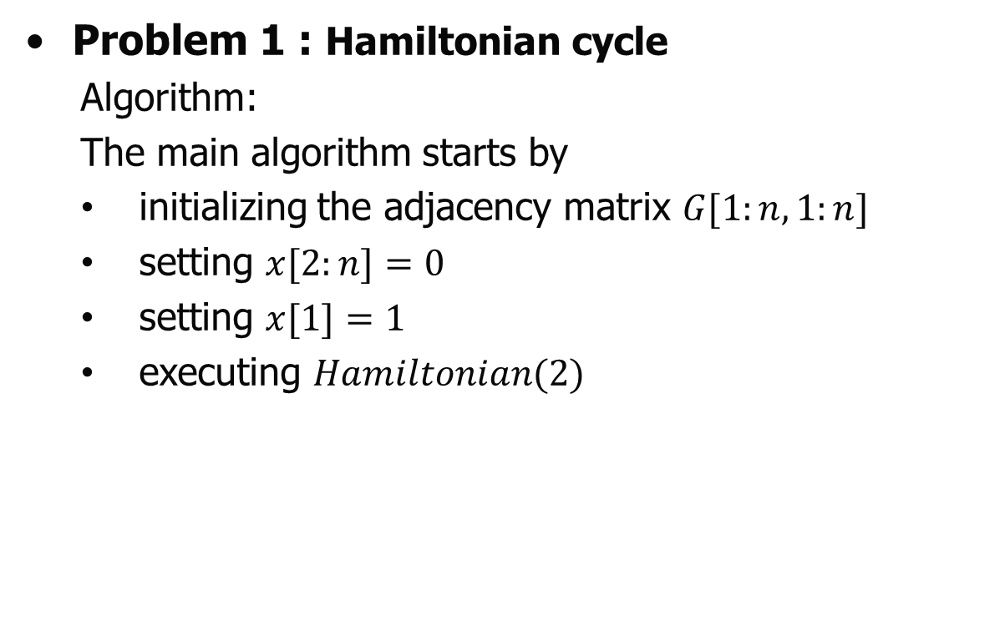 • Problem 1 : Hamiltonian cycle
Algorithm:
The main algorithm starts by
• initializing the adjacency matrix G[1:n, 1:n]
• setting x[2:n] = 0
• setting x[1] = 1
• executing Hamiltonian(2)